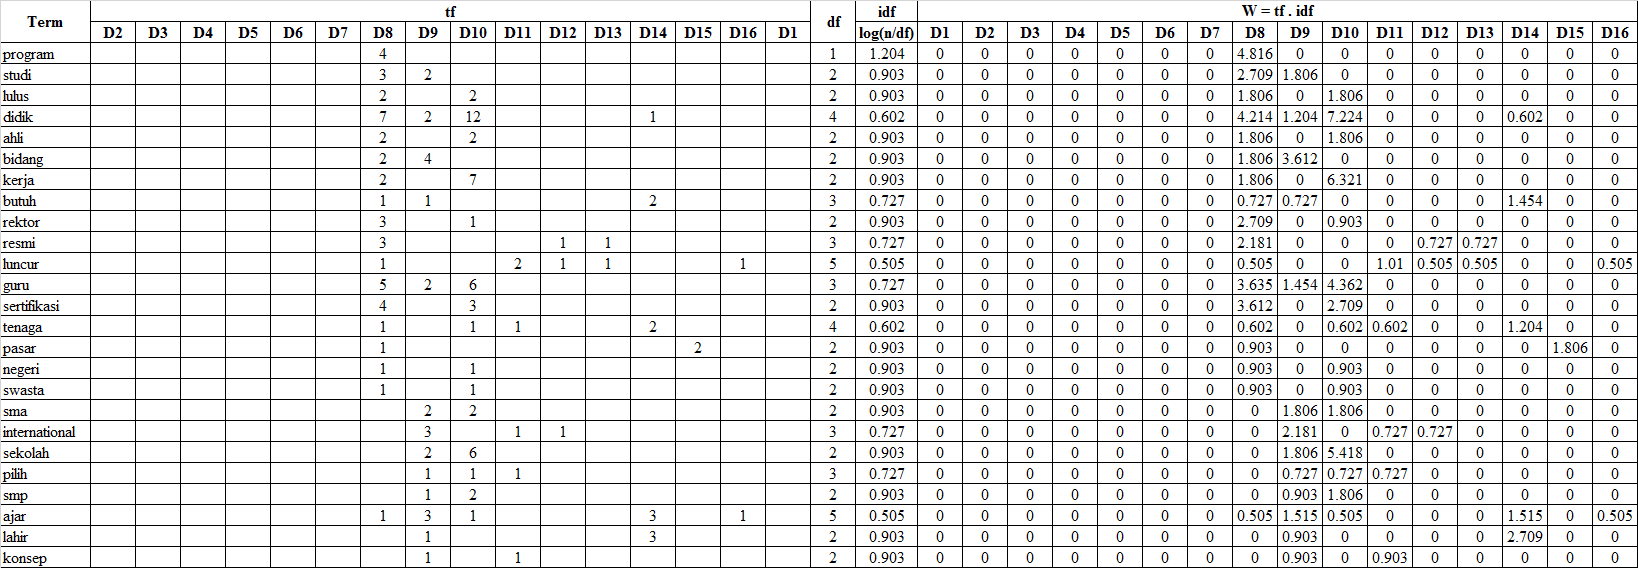 Term tf df idf W = tf . idf
D2 D3 D4 D5 D6 D7 D8 D9 D10 D11 D12 D13 D14 D15 D16 D1 log(n/df) D1 D2 D3 D4 D5 D6 D7 D8 D9 D10 D11 D12 D13 D14 D15 D16
program 4 1 1.204 0 0 0 0 0 0 0 4.816 0 0 0 0 0 0 0 0
studi 3 2 2 0.903 0 0 0 0 0 0 0 2.709 1.806 0 0 0 0 0 0 0
lulus 2 2 2 0.903 0 0 0 0 0 0 0 1.806 0 1.806 0 0 0 0 0 0
didik 7 2 12 1 4 0.602 0 0 0 0 0 0 0 4.214 1.204 7.224 0 0 0 0.602 0 0
ahli 2 2 2 0.903 0 0 0 0 0 0 0 1.806 0 1.806 0 0 0 0 0 0
bidang 2 4 2 0.903 0 0 0 0 0 0 0 1.806 3.612 0 0 0 0 0 0 0
kerja 2 7 2 0.903 0 0 0 0 0 0 0 1.806 0 6.321 0 0 0 0 0 0
butuh 1 1 2 3 0.727 0 0 0 0 0 0 0 0.727 0.727 0 0 0 0 1.454 0 0
rektor 3 1 2 0.903 0 0 0 0 0 0 0 2.709 0 0.903 0 0 0 0 0 0
resmi 3 1 1 3 0.727 0 0 0 0 0 0 0 2.181 0 0 0 0.727 0.727 0 0 0
luncur 1 2 1 1 1 5 0.505 0 0 0 0 0 0 0 0.505 0 0 1.01 0.505 0.505 0 0 0.505
guru 5 2 6 3 0.727 0 0 0 0 0 0 0 3.635 1.454 4.362 0 0 0 0 0 0
sertifikasi 4 3 2 0.903 0 0 0 0 0 0 0 3.612 0 2.709 0 0 0 0 0 0
tenaga 1 1 1 2 4 0.602 0 0 0 0 0 0 0 0.602 0 0.602 0.602 0 0 1.204 0 0
pasar 1 2 2 0.903 0 0 0 0 0 0 0 0.903 0 0 0 0 0 0 1.806 0
negeri 1 1 2 0.903 0 0 0 0 0 0 0 0.903 0 0.903 0 0 0 0 0 0
swasta 1 1 2 0.903 0 0 0 0 0 0 0 0.903 0 0.903 0 0 0 0 0 0
sma 2 2 2 0.903 0 0 0 0 0 0 0 0 1.806 1.806 0 0 0 0 0 0
international 3 1 1 3 0.727 0 0 0 0 0 0 0 0 2.181 0 0.727 0.727 0 0 0 0
sekolah 2 6 2 0.903 0 0 0 0 0 0 0 0 1.806 5.418 0 0 0 0 0 0
pilih 1 1 1 3 0.727 0 0 0 0 0 0 0 0 0.727 0.727 0.727 0 0 0 0 0
smp 1 2 2 0.903 0 0 0 0 0 0 0 0 0.903 1.806 0 0 0 0 0 0
ajar 1 3 1 3 1 5 0.505 0 0 0 0 0 0 0 0.505 1.515 0.505 0 0 0 1.515 0 0.505
lahir 1 3 2 0.903 0 0 0 0 0 0 0 0 0.903 0 0 0 0 2.709 0 0
konsep 1 1 2 0.903 0 0 0 0 0 0 0 0 0.903 0 0.903 0 0 0 0 0